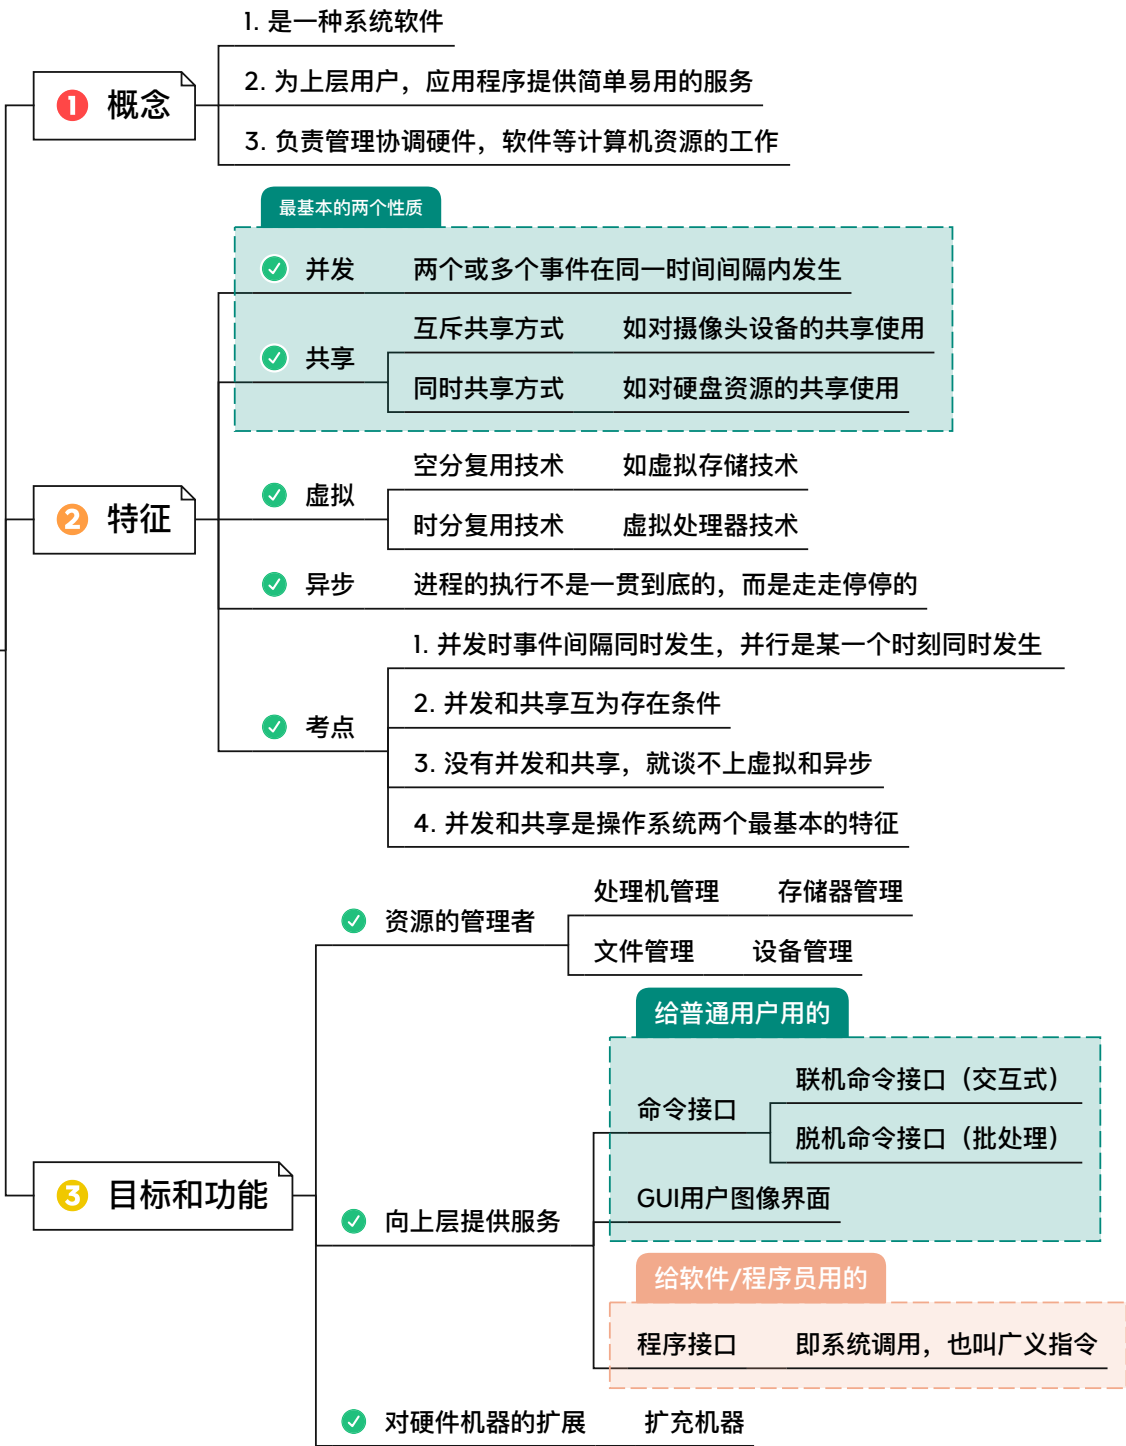 1. 是一种系统软件
2. 为上层用户，应用程序提供简单易用的服务
1 概念
3. 负责管理协调硬件，软件等计算机资源的工作
最基本的两个性质
并发 两个或多个事件在同一时间间隔内发生
互斥共享方式 如对摄像头设备的共享使用
共享
同时共享方式 如对硬盘资源的共享使用
空分复用技术 如虚拟存储技术
虚拟
2 特征
时分复用技术 虚拟处理器技术
异步 进程的执行不是一贯到底的，而是走走停停的
1. 并发时事件间隔同时发生，并行是某一个时刻同时发生
2. 并发和共享互为存在条件
考点
3. 没有并发和共享，就谈不上虚拟和异步
4. 并发和共享是操作系统两个最基本的特征
处理机管理 存储器管理
资源的管理者
文件管理 设备管理
给普通用户用的
联机命令接口（交互式）
命令接口
脱机命令接口（批处理）
3 目标和功能
GUI用户图像界面
向上层提供服务
给软件/程序员用的
程序接口 即系统调用，也叫广义指令
对硬件机器的扩展 扩充机器